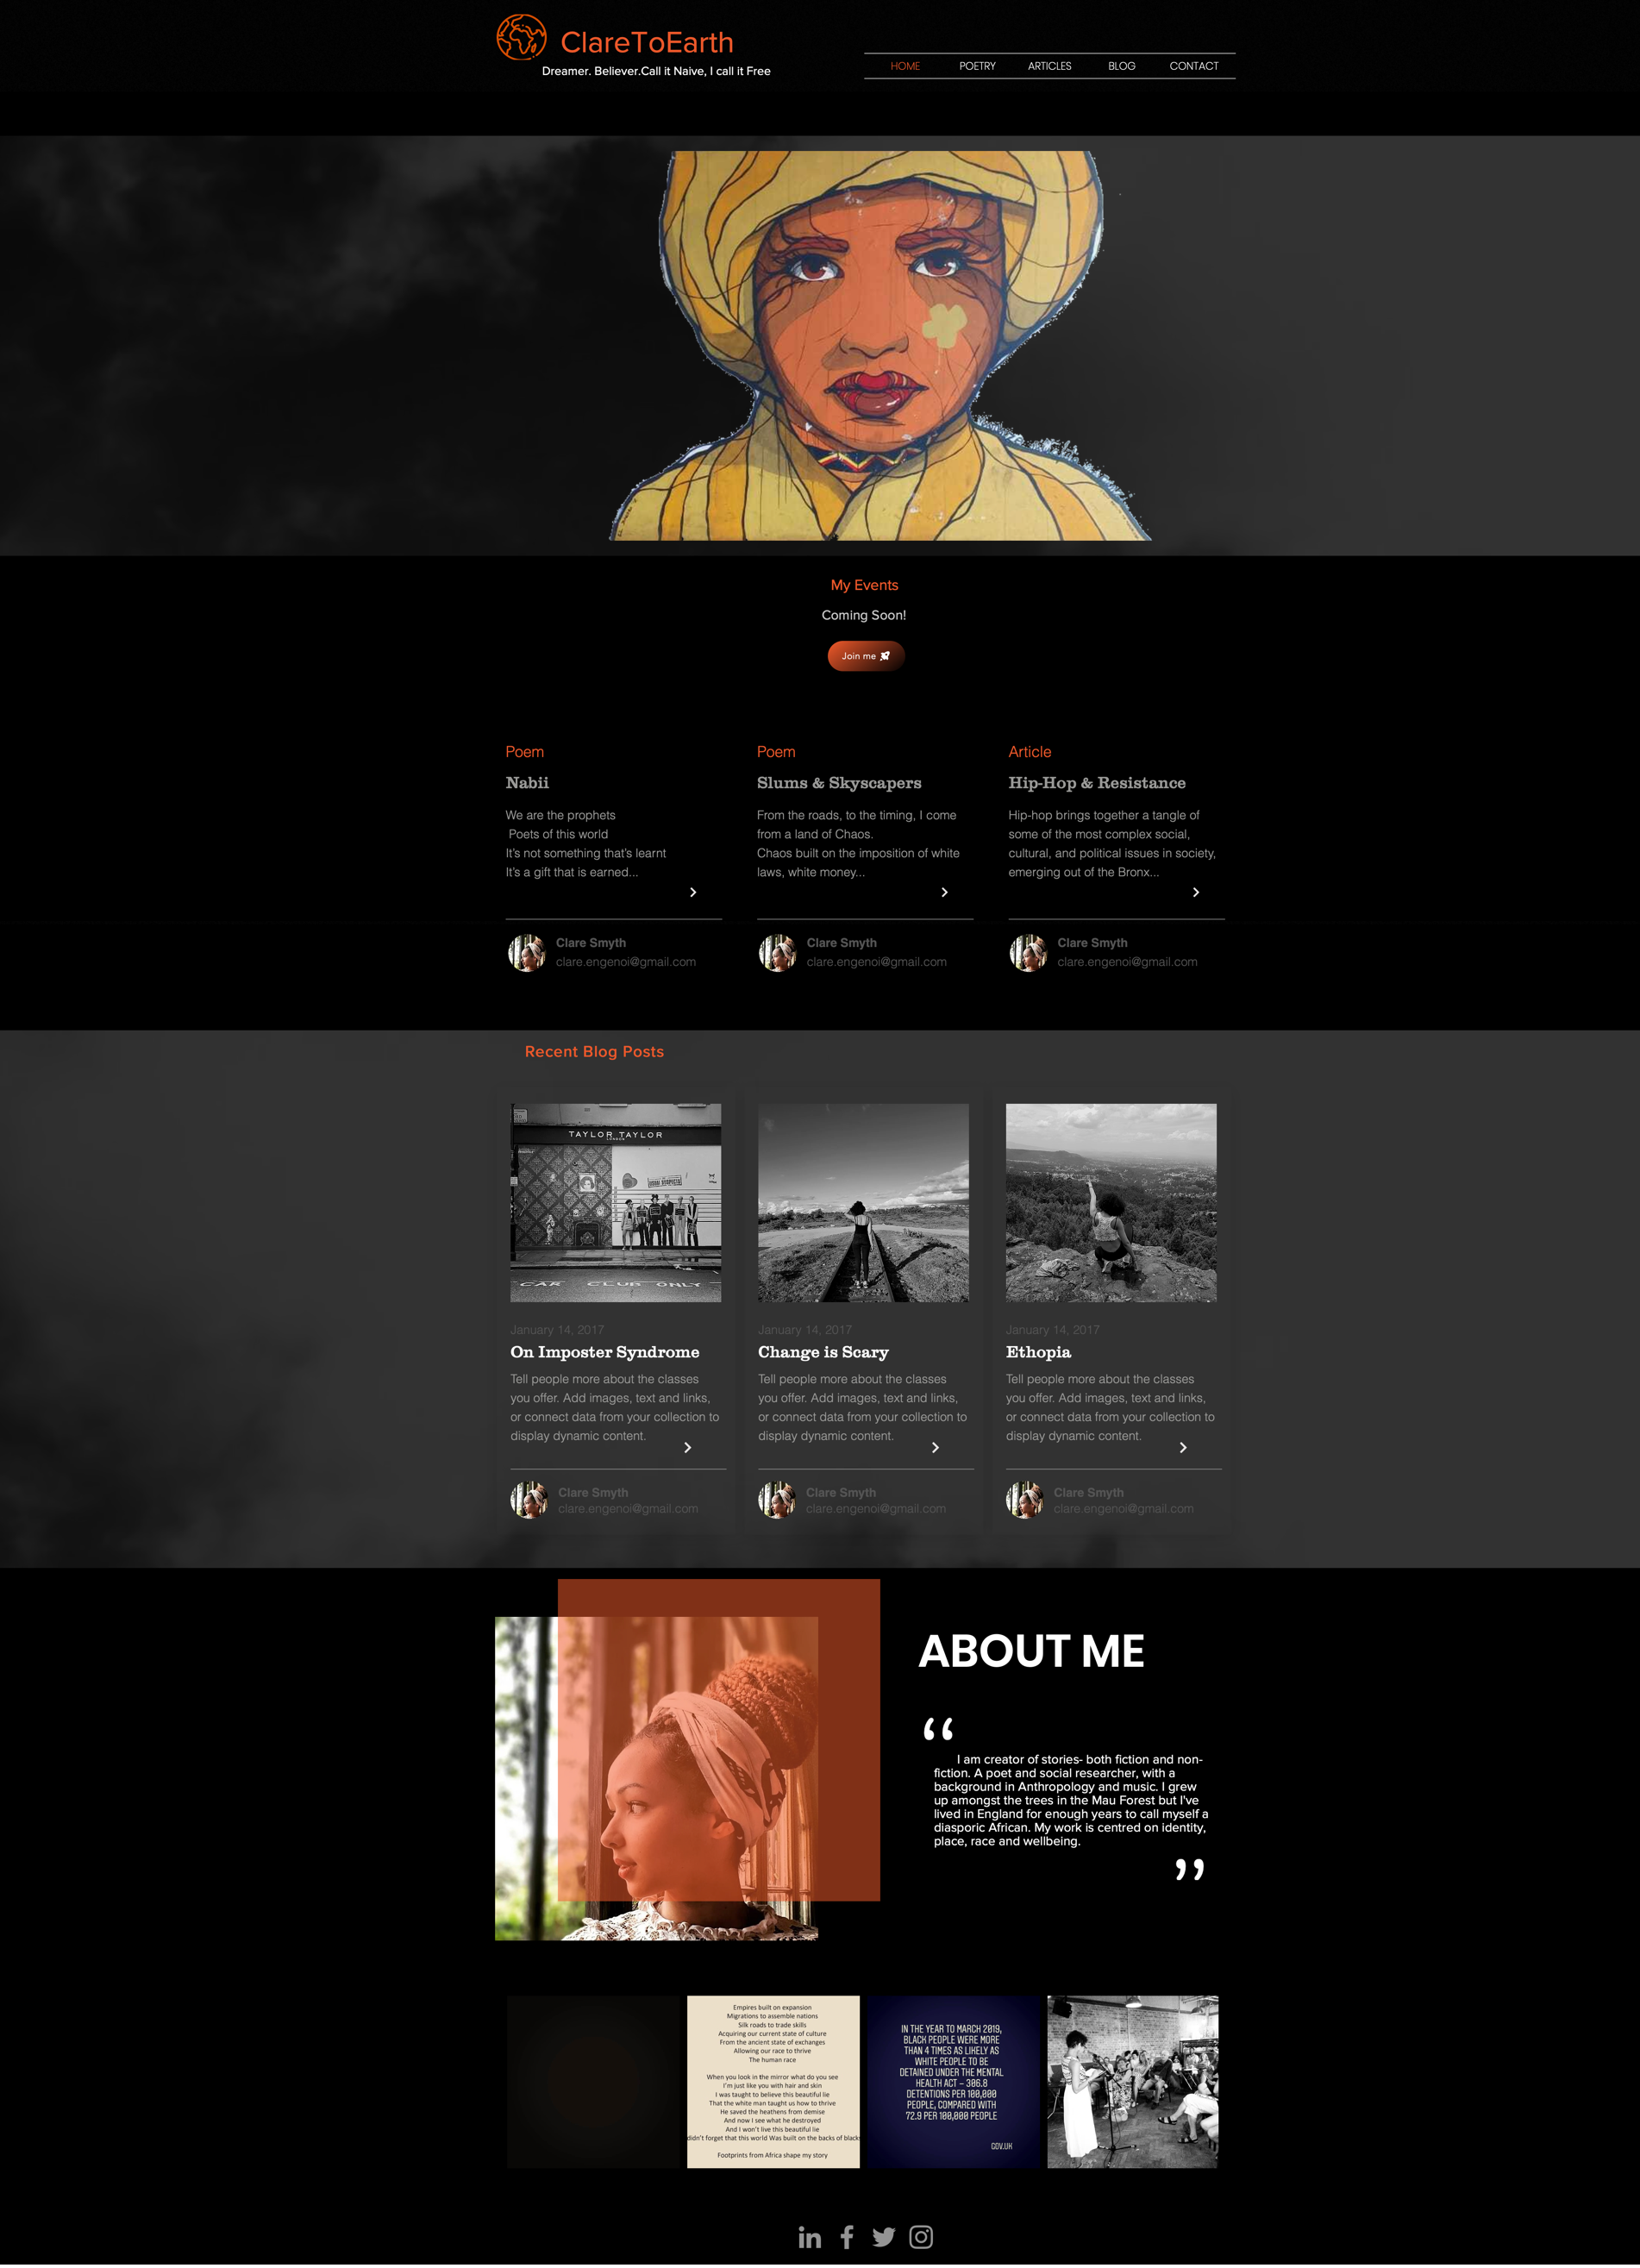 ClareToEarth
Dreamer. Believer.Call it Naive, I call it Free
HOME
POETRY
ARTICLES
BLOG
CONTACT
My Events
Coming Soon!
Join me
Poem
Nabii
We are the prophets
Poets of this world
It's not something that's learnt
It's a gift that is earned...
Clare Smyth
clare.engenoi@gmail.com
Poem
Slums & Skyscapers
From the roads, to the timing, I come
from a land of Chaos.
Chaos built on the imposition of white
laws, white money...
Clare Smyth
clare.engenoi@gmail.com
Article
Hip-Hop & Resistance
Hip-hop brings together a tangle of
some of the most complex social,
cultural, and political issues in society,
emerging out of the Bronx...
Clare Smyth
clare.engenoi@gmail.com
Recent Blog Posts
TAYLOR TAYLOR
LONDON
CAR CLUB ONLY
January 14, 2017
On Imposter Syndrome
Tell people more about the classes
you offer. Add images, text and links,
or connect data from your collection to
display dynamic content.
Clare Smyth
clare.engenoi@gmail.com
January 14, 2017
Change is Scary
Tell people more about the classes
you offer. Add images, text and links,
or connect data from your collection to
display dynamic content.
Clare Smyth
clare.engenoi@gmail.com
January 14, 2017
Ethopia
Tell people more about the classes
you offer. Add images, text and links,
or connect data from your collection to
display dynamic content.
Clare Smyth
clare.engenoi@gmail.com
ABOUT ME
“
I am creator of stories- both fiction and non-
fiction. A poet and social researcher, with a
background in Anthropology and music. I grew
up amongst the trees in the Mau Forest but I've
lived in England for enough years to call myself a
diasporic African. My work is centred on identity,
place, race and wellbeing.
”
Empires built on expansion
Migrations to assemble nations
Silk roads to trade skills
Acquiring our current state of culture
From the ancient state of exchanges
Allowing our race to thrive
The human race
When you look in the mirror what do you see
I'm just like you with hair and skin
I was taught to believe this beautiful lie
That the white man taught us how to thrive
He saved the heathens from demise
And now I see what he destroyed
And I won't live this beautiful lie
didn't forget that this world Was built on the backs of blacks
Footprints from Africa shape my story
IN THE YEAR TO MARCH 2019,
BLACK PEOPLE WERE MORE
THAN 4 TIMES AS LIKELY AS
WHITE PEOPLE TO BE
DETAINED UNDER THE MENTAL
HEALTH ACT – 306.8
DETENTIONS PER 100,000
PEOPLE, COMPARED WITH
72.9 PER 100,000 PEOPLE
GOV.UK